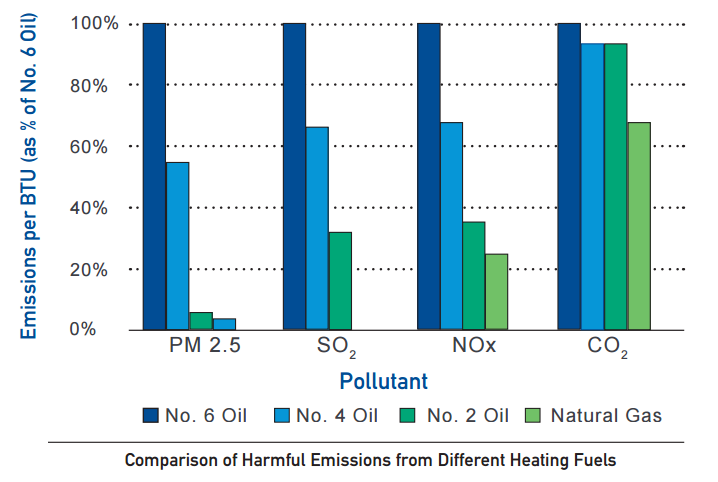 Emissions per BTU (as % of No. 6 Oil)
100%
80%
60%
40%
20%
0%
PM 2.5 SO2 NOx CO2
Pollutant
No. 6 Oil No. 4 Oil No. 2 Oil Natural Gas
Comparison of Harmful Emissions from Different Heating Fuels